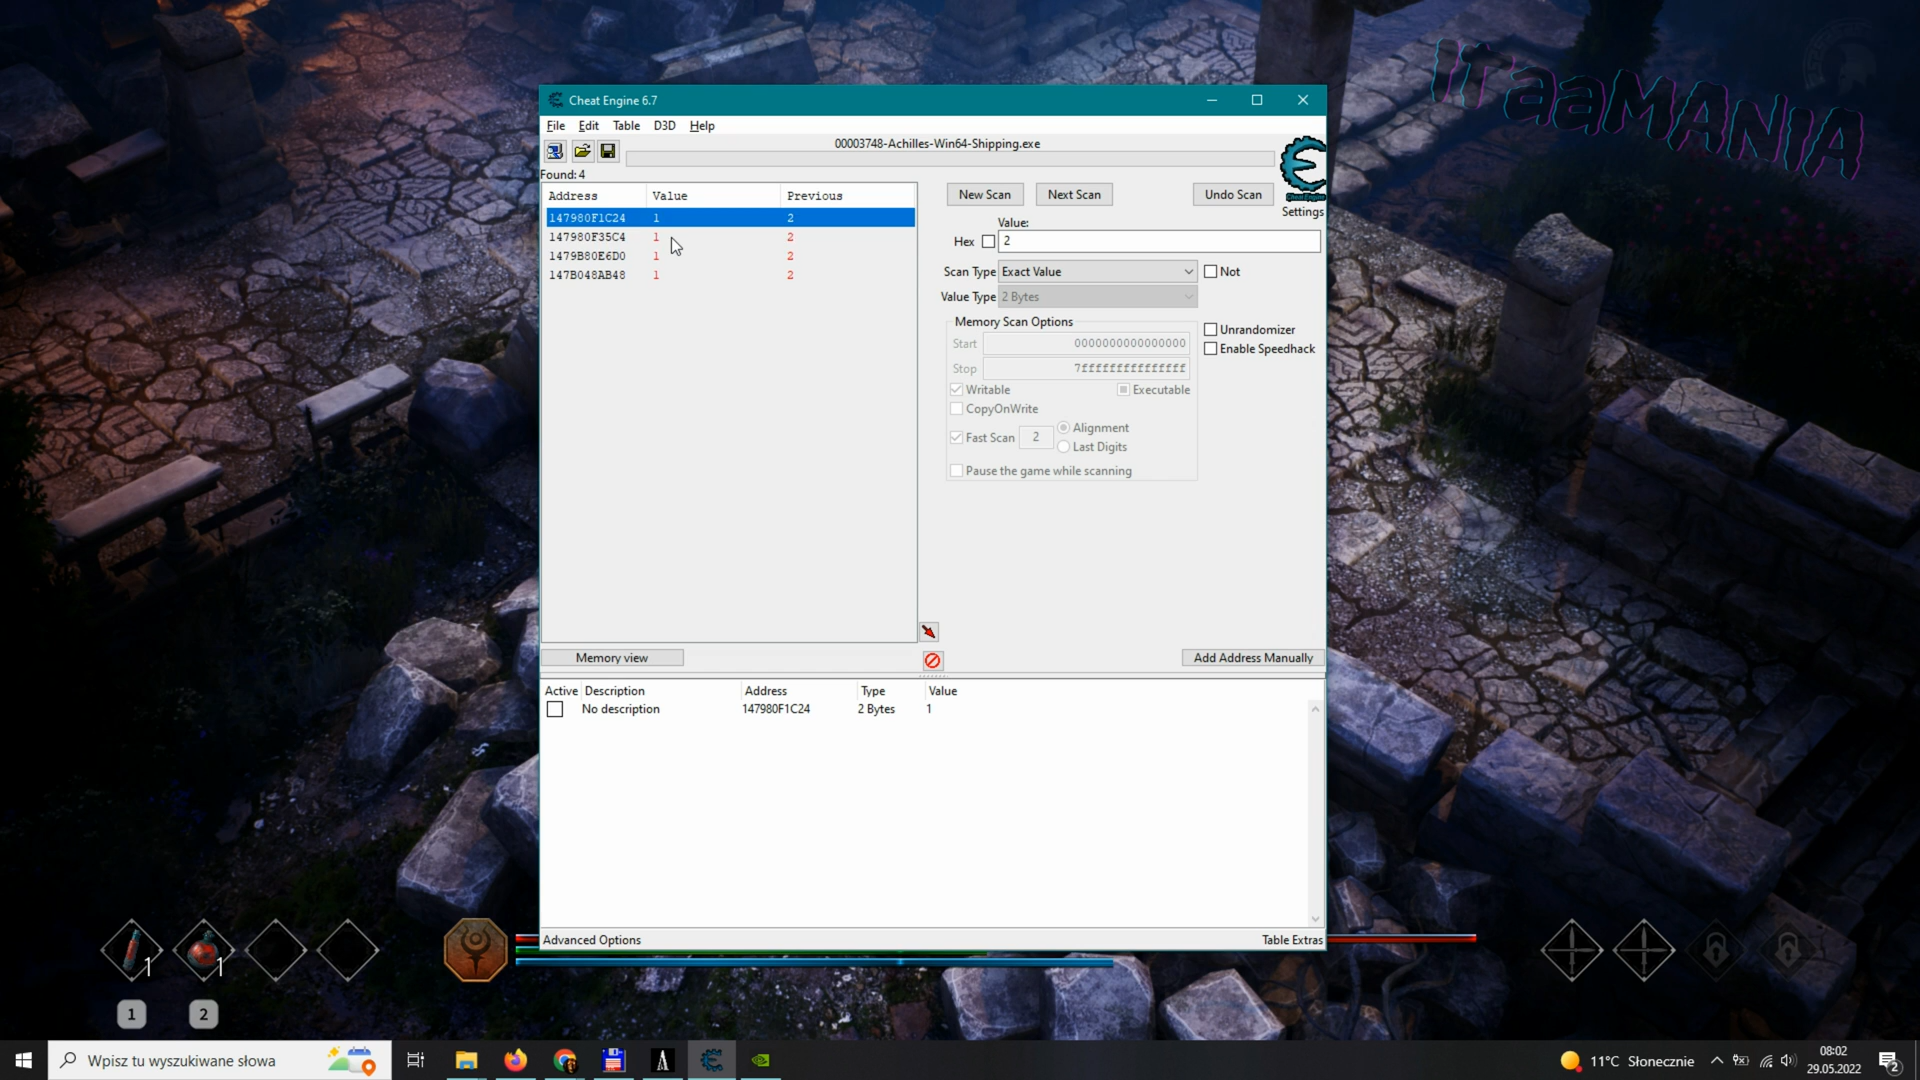 ITaaMANIA
Cheat Engine 6.7
File Edit Table D3D Help
00003748-Achilles-Win64-Shipping.exe
Found: 4
Address Value Previous
147980F1C24 1 2
147980F35C4 1 2
1479B80E6D0 1 2
147B048AB48 1 2
New Scan Next Scan Undo Scan
Settings
Value:
Hex 2
Scan Type Exact Value Not
Value Type 2 Bytes
Memory Scan Options
Start 0000000000000000
Stop 7fffffffffffffff
Unrandomizer
Enable Speedhack
Writable Executable
CopyOnWrite
Fast Scan 2 Alignment
Last Digits
Pause the game while scanning
Memory view Add Address Manually
Active Description Address Type Value
No description 147980F1C24 2 Bytes 1
Advanced Options Table Extras
1 1
1 2
Wpisz tu wyszukiwane słowa
11°C Słonecznie
08:02
29.05.2022
2